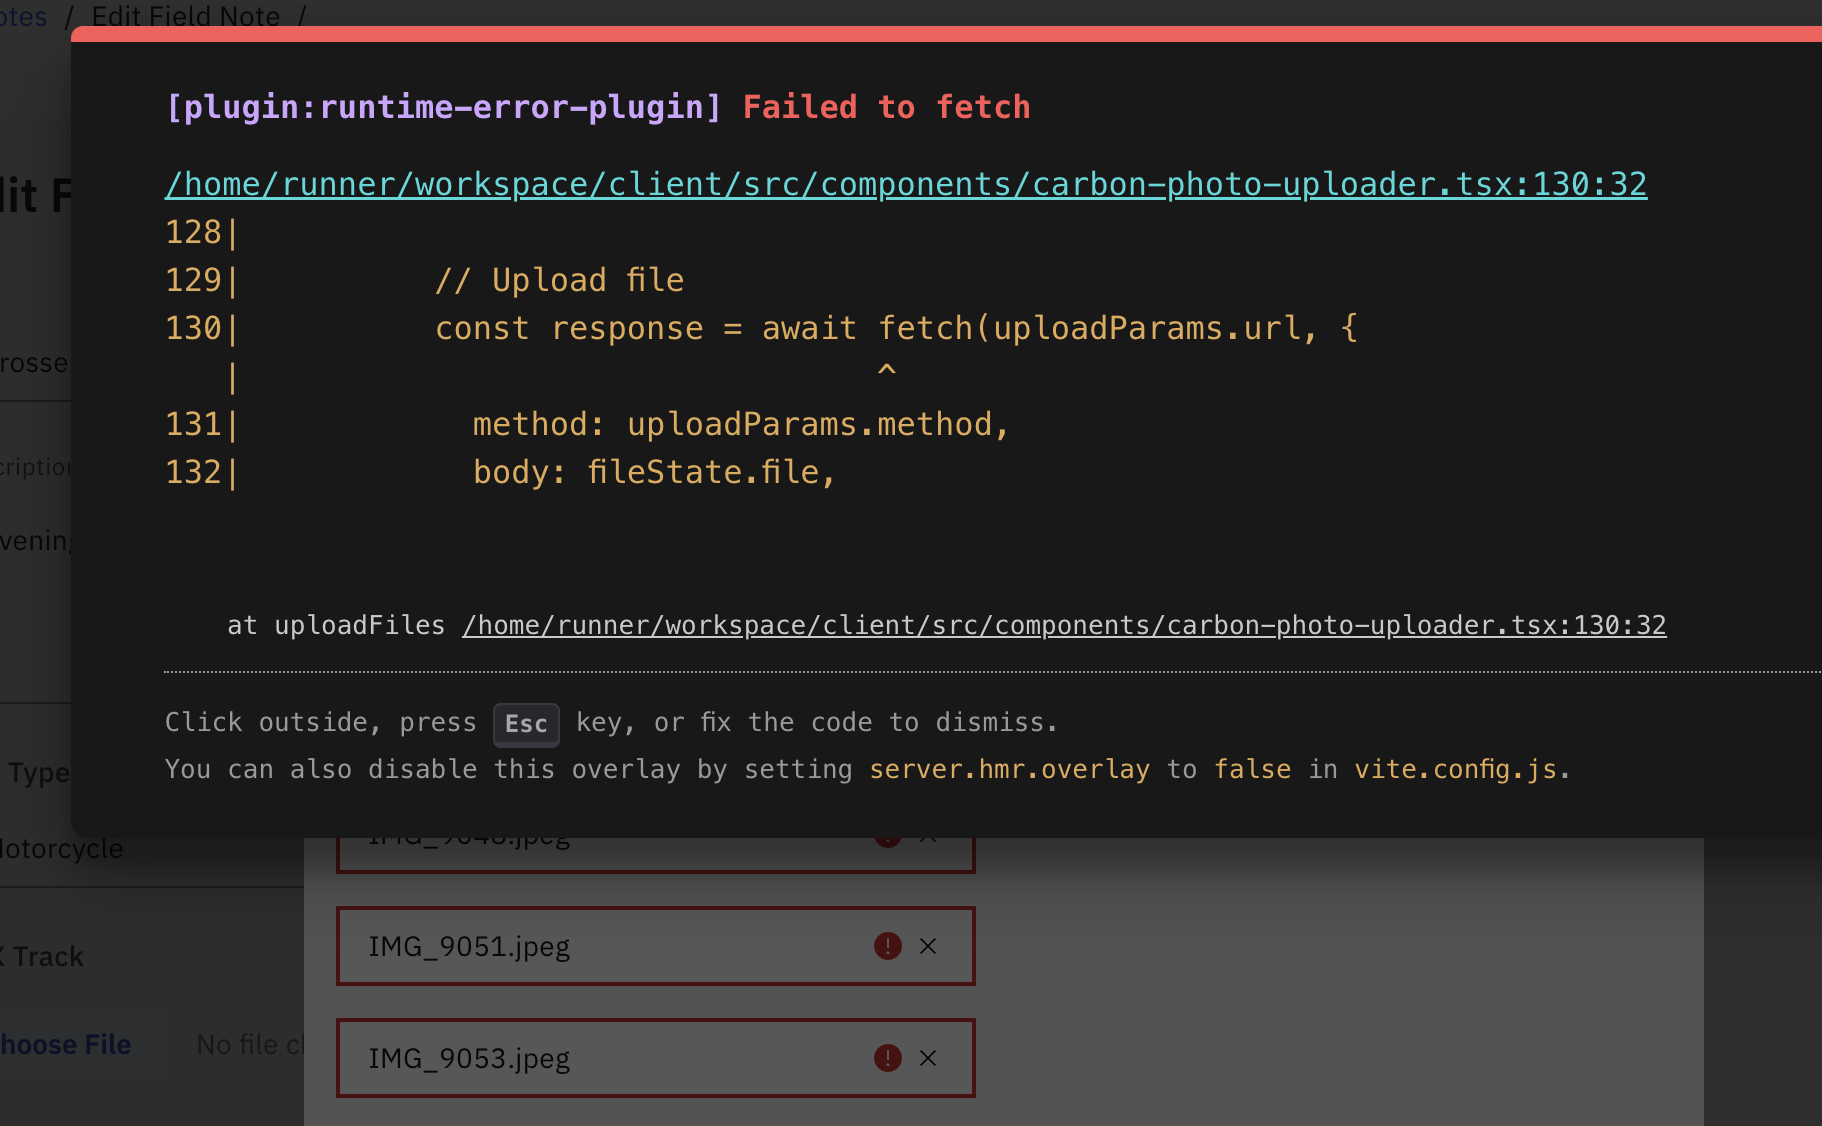 otes / Edit Field Note /
[plugin:runtime-error-plugin] Failed to fetch
/home/runner/workspace/client/src/components/carbon-photo-uploader.tsx:130:32
dit F
128|
129|          // Upload file
130|          const response = await fetch(uploadParams.url, {
   |                                 ^
131|            method: uploadParams.method,
132|            body: fileState.file,
rosse
cription
vening
at uploadFiles /home/runner/workspace/client/src/components/carbon-photo-uploader.tsx:130:32
Click outside, press Esc key, or fix the code to dismiss.
You can also disable this overlay by setting server.hmr.overlay to false in vite.config.js.
Type
Motorcycle
IMG_9051.jpeg
X Track
hoose File
No file ch
IMG_9053.jpeg